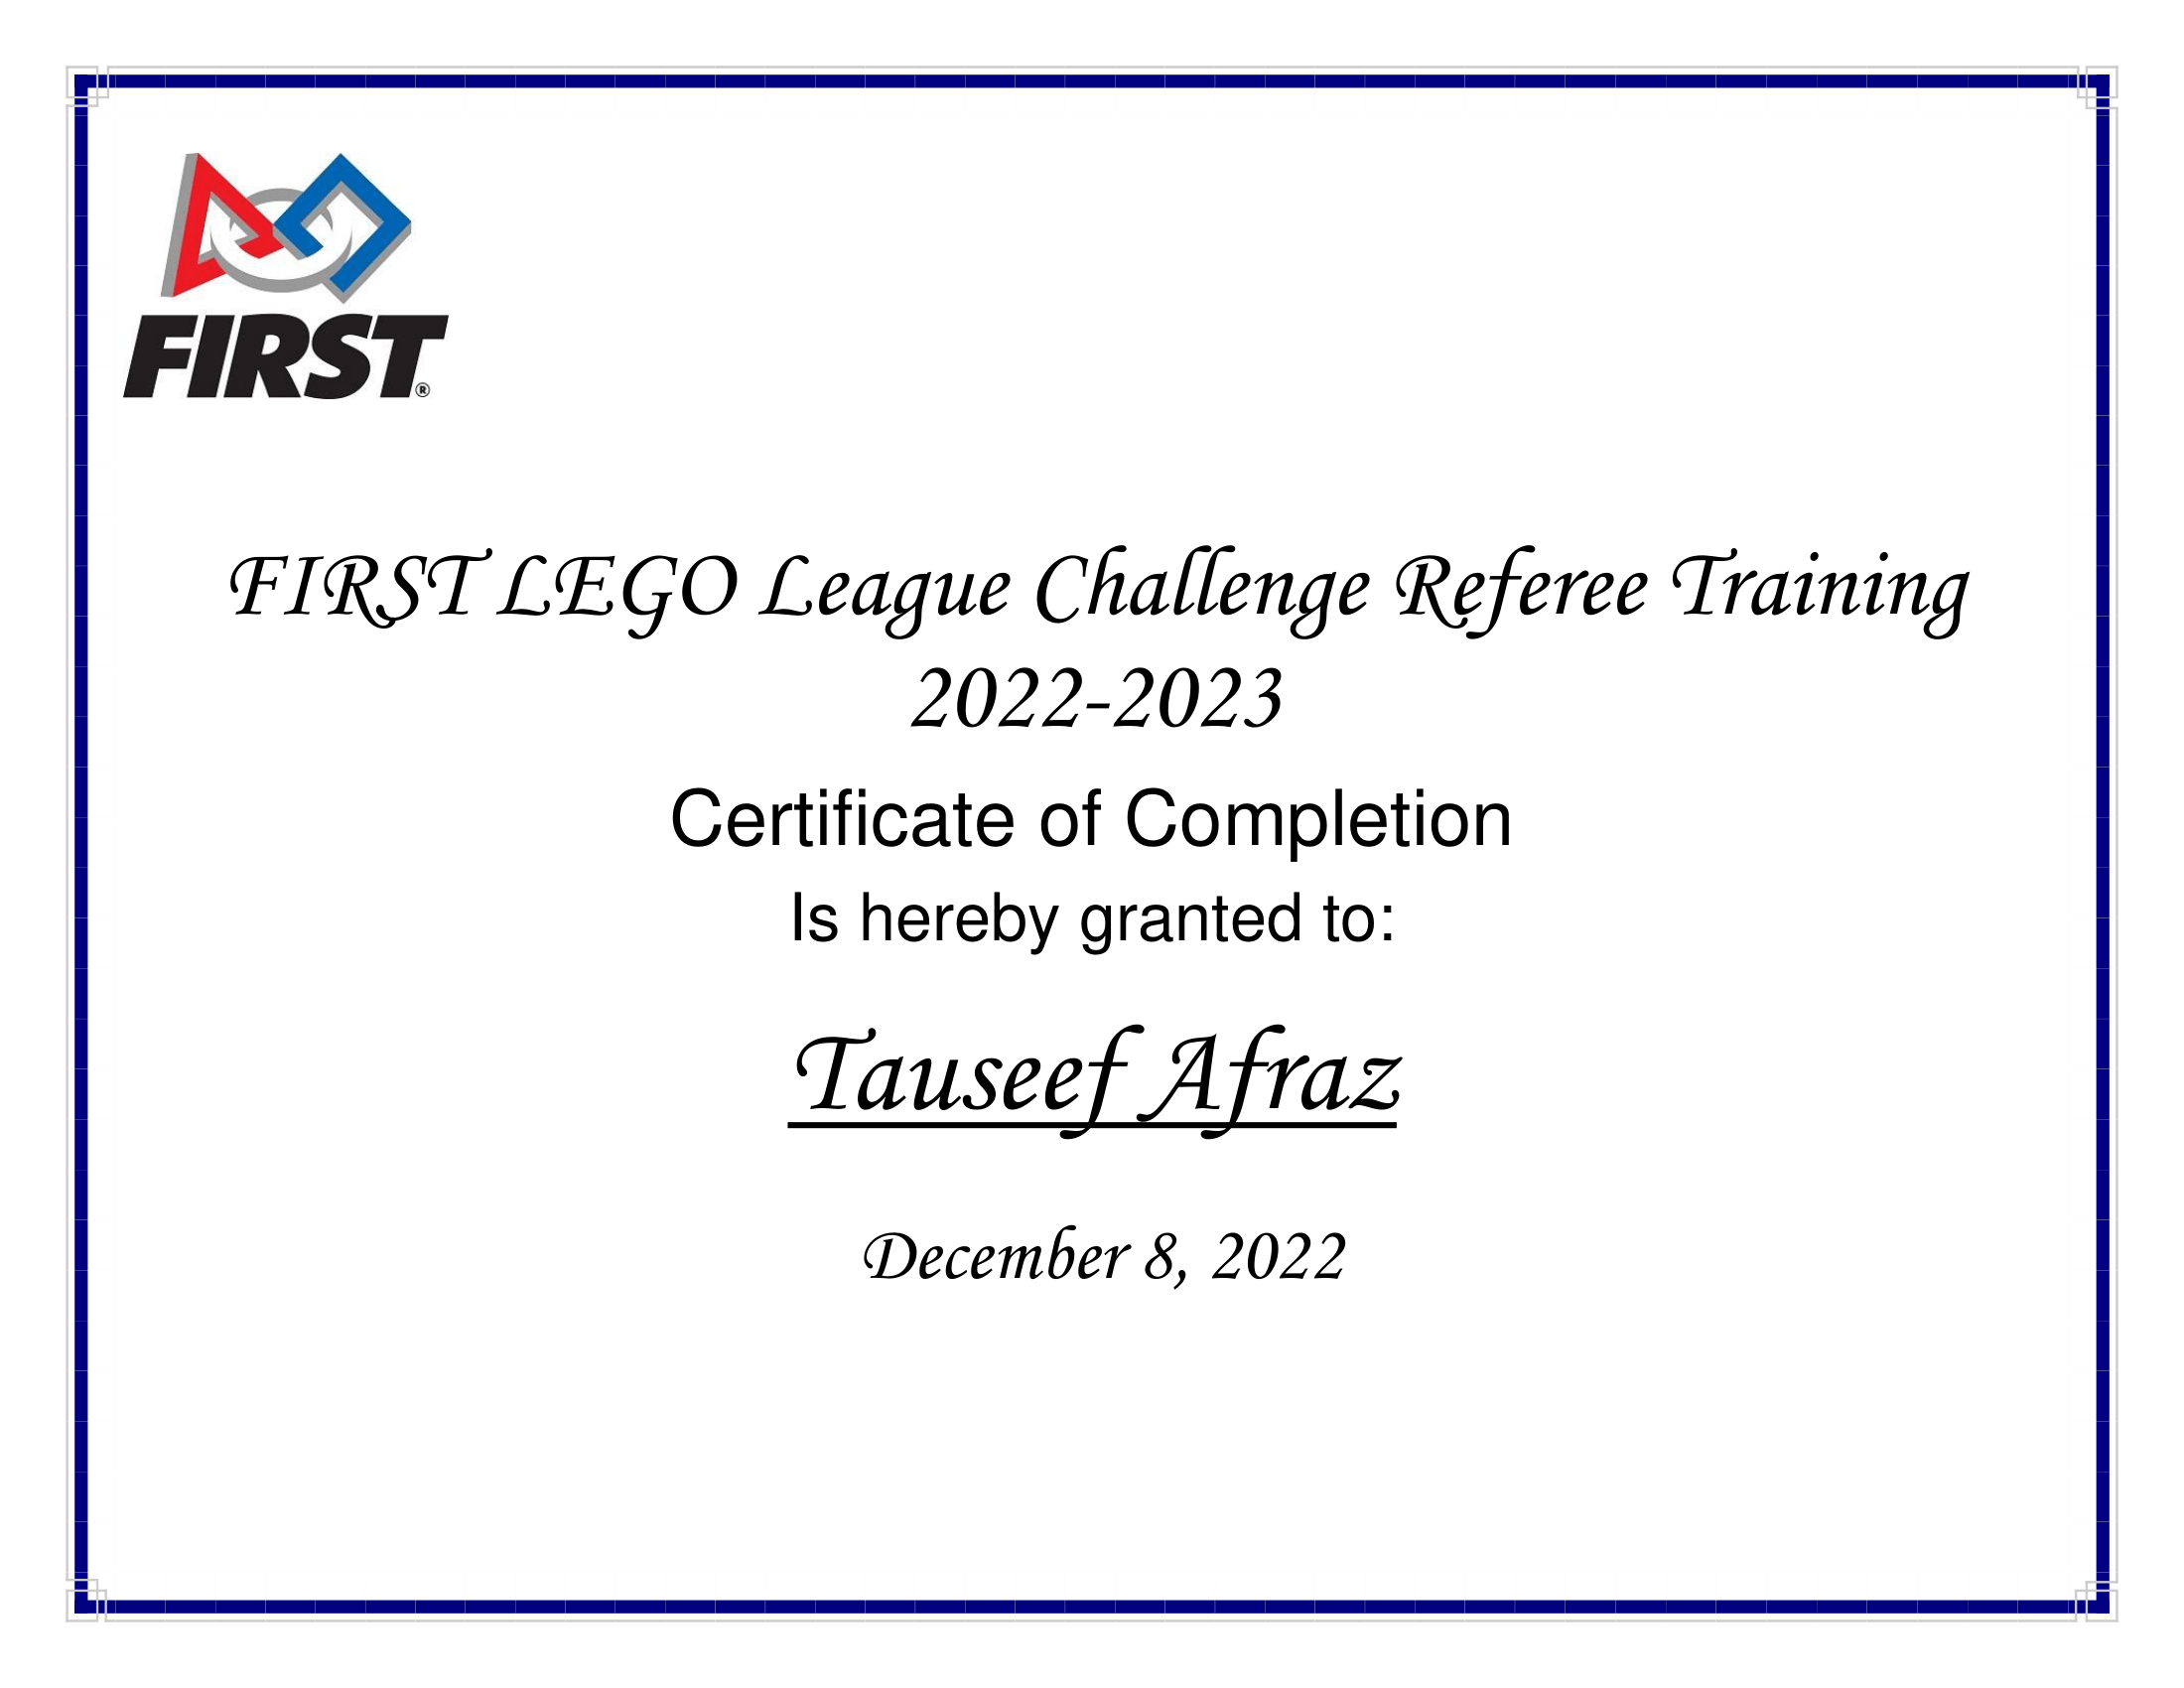 FIRST®
FIRST LEGO League Challenge Referee Training
2022-2023
Certificate of Completion
Is hereby granted to:
Tauseef Afraz
December 8, 2022